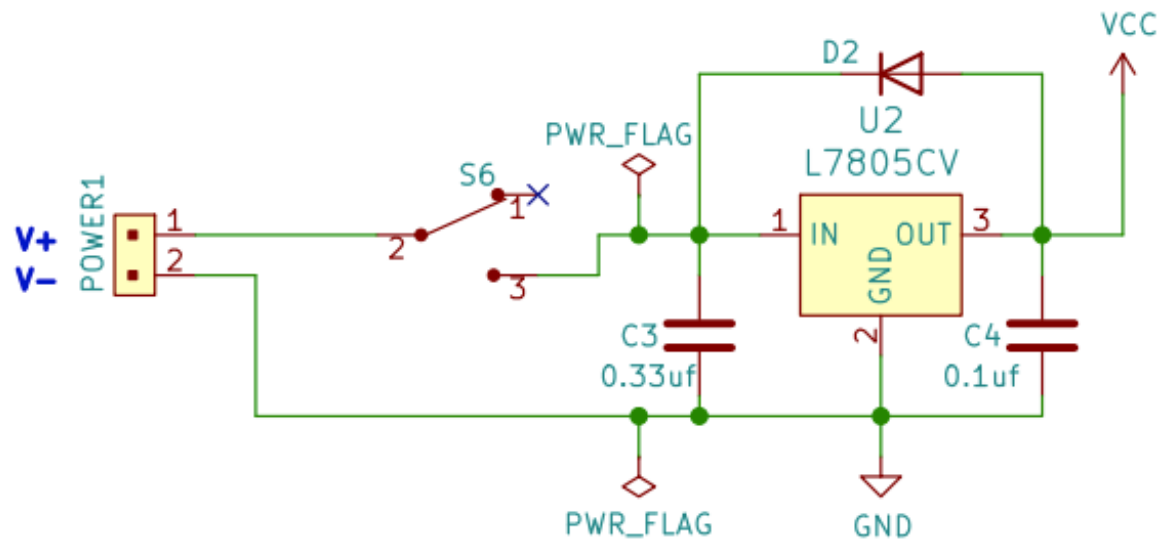 VCC
D2
U2
L7805CV
PWR_FLAG
S6
1
POWER1
V+
1
2
3
V-
2
1
IN
OUT
3
GND
2
C3
0.33uf
C4
0.1uf
PWR_FLAG
GND